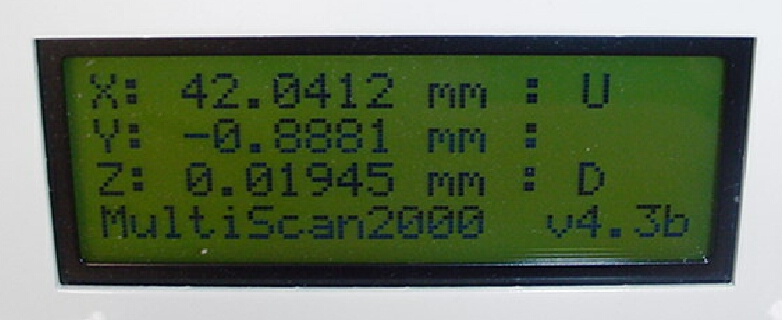 X: 42.0412 mm : U
Y: -0.8881 mm :
Z: 0.01945 mm : D
MultiScan2000 v4.3b